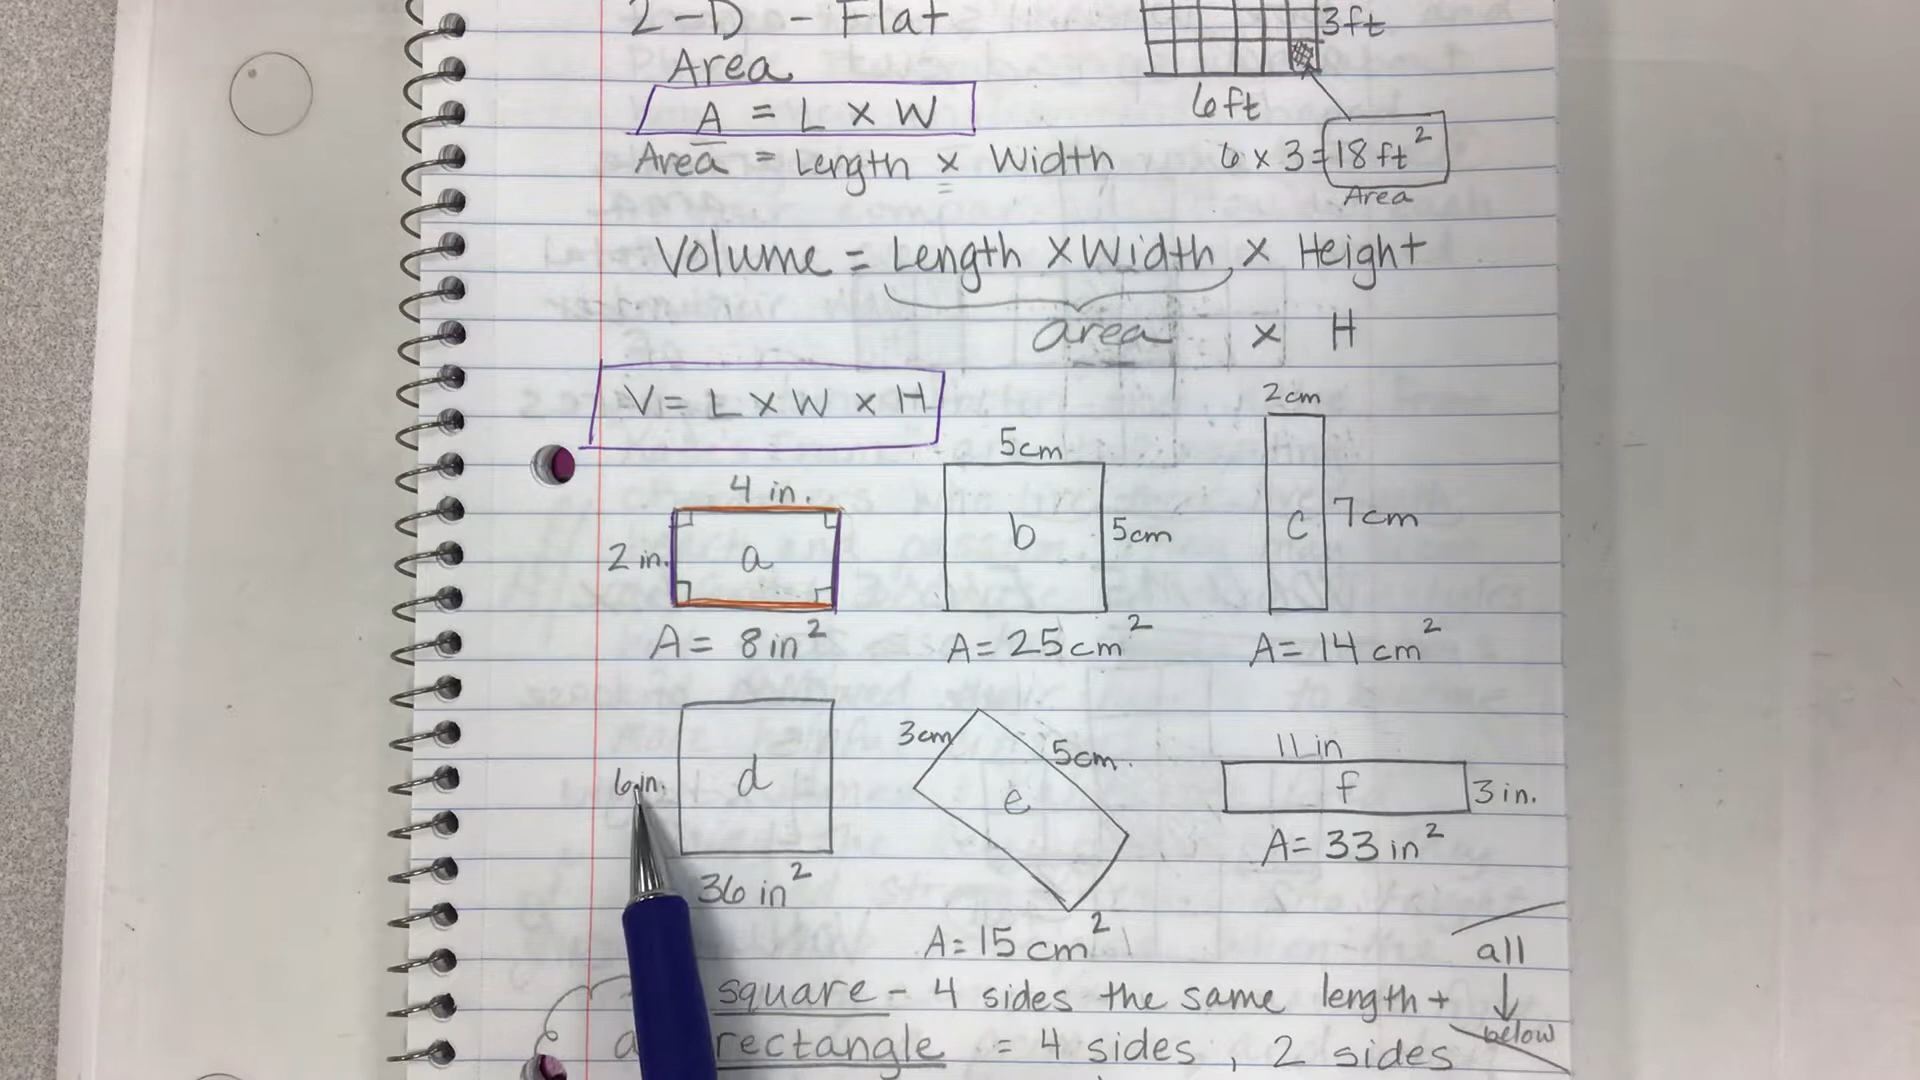 2-D - Flat
3ft
Area
6ft
A = L x W
Area = Length x Width
6 x 3 = 18 ft²
Area
Volume = Length x Width x Height
area x H
V = L x W x H
2cm
5cm
4 in.
2 in.
a
b
5cm
c
7cm
A = 8 in²
A = 25 cm²
A = 14 cm²
3cm
5cm.
11 in
6 in.
d
e
f
3 in.
A = 33 in²
36 in²
A = 15 cm²
all
square - 4 sides the same length +
below
rectangle = 4 sides, 2 sides